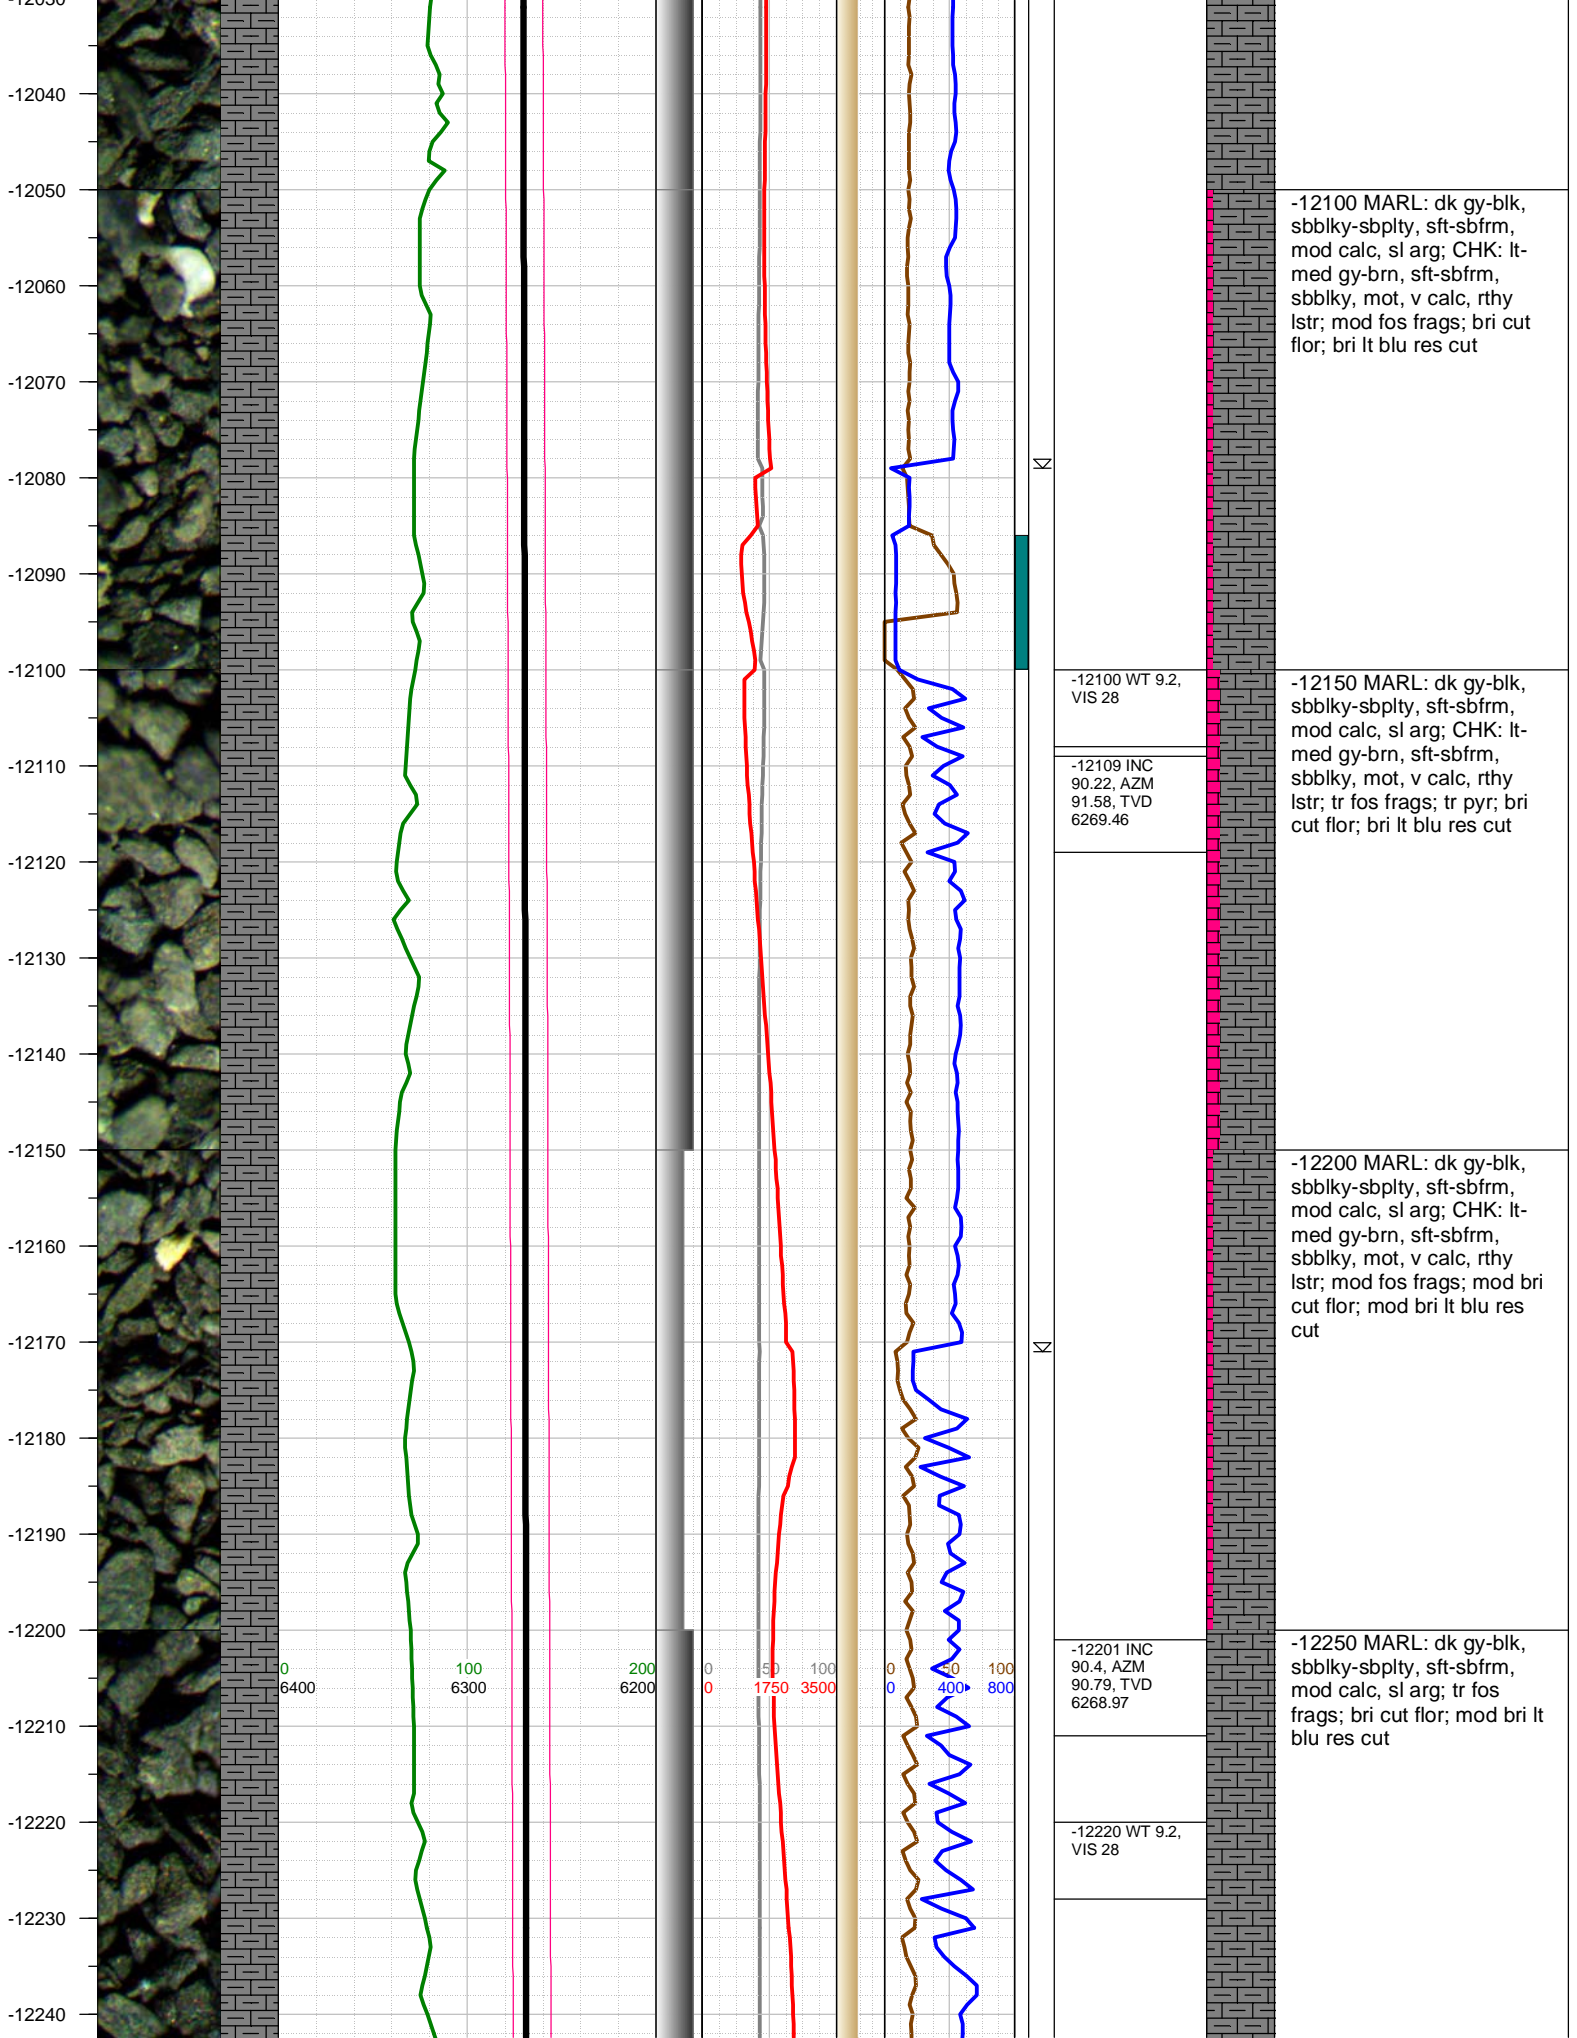 -12040
-12050
-12060
-12070
-12080
-12090
-12100
-12110
-12120
-12130
-12140
-12150
-12160
-12170
-12180
-12190
-12200
-12210
-12220
-12230
-12240
0 100 200
6400 6300 6200
0 50 100
0 1750 3500
0 50 100
0 400 800
-12100 WT 9.2,
VIS 28
-12109 INC
90.22, AZM
91.58, TVD
6269.46
-12201 INC
90.4, AZM
90.79, TVD
6268.97
-12220 WT 9.2,
VIS 28
-12100 MARL: dk gy-blk,
sbblky-sbplty, sft-sbfrm,
mod calc, sl arg; CHK: lt-
med gy-brn, sft-sbfrm,
sbblky, mot, v calc, rthy
lstr; mod fos frags; bri cut
flor; bri lt blu res cut
-12150 MARL: dk gy-blk,
sbblky-sbplty, sft-sbfrm,
mod calc, sl arg; CHK: lt-
med gy-brn, sft-sbfrm,
sbblky, mot, v calc, rthy
lstr; tr fos frags; tr pyr; bri
cut flor; bri lt blu res cut
-12200 MARL: dk gy-blk,
sbblky-sbplty, sft-sbfrm,
mod calc, sl arg; CHK: lt-
med gy-brn, sft-sbfrm,
sbblky, mot, v calc, rthy
lstr; mod fos frags; mod bri
cut flor; mod bri lt blu res
cut
-12250 MARL: dk gy-blk,
sbblky-sbplty, sft-sbfrm,
mod calc, sl arg; tr fos
frags; bri cut flor; mod bri lt
blu res cut